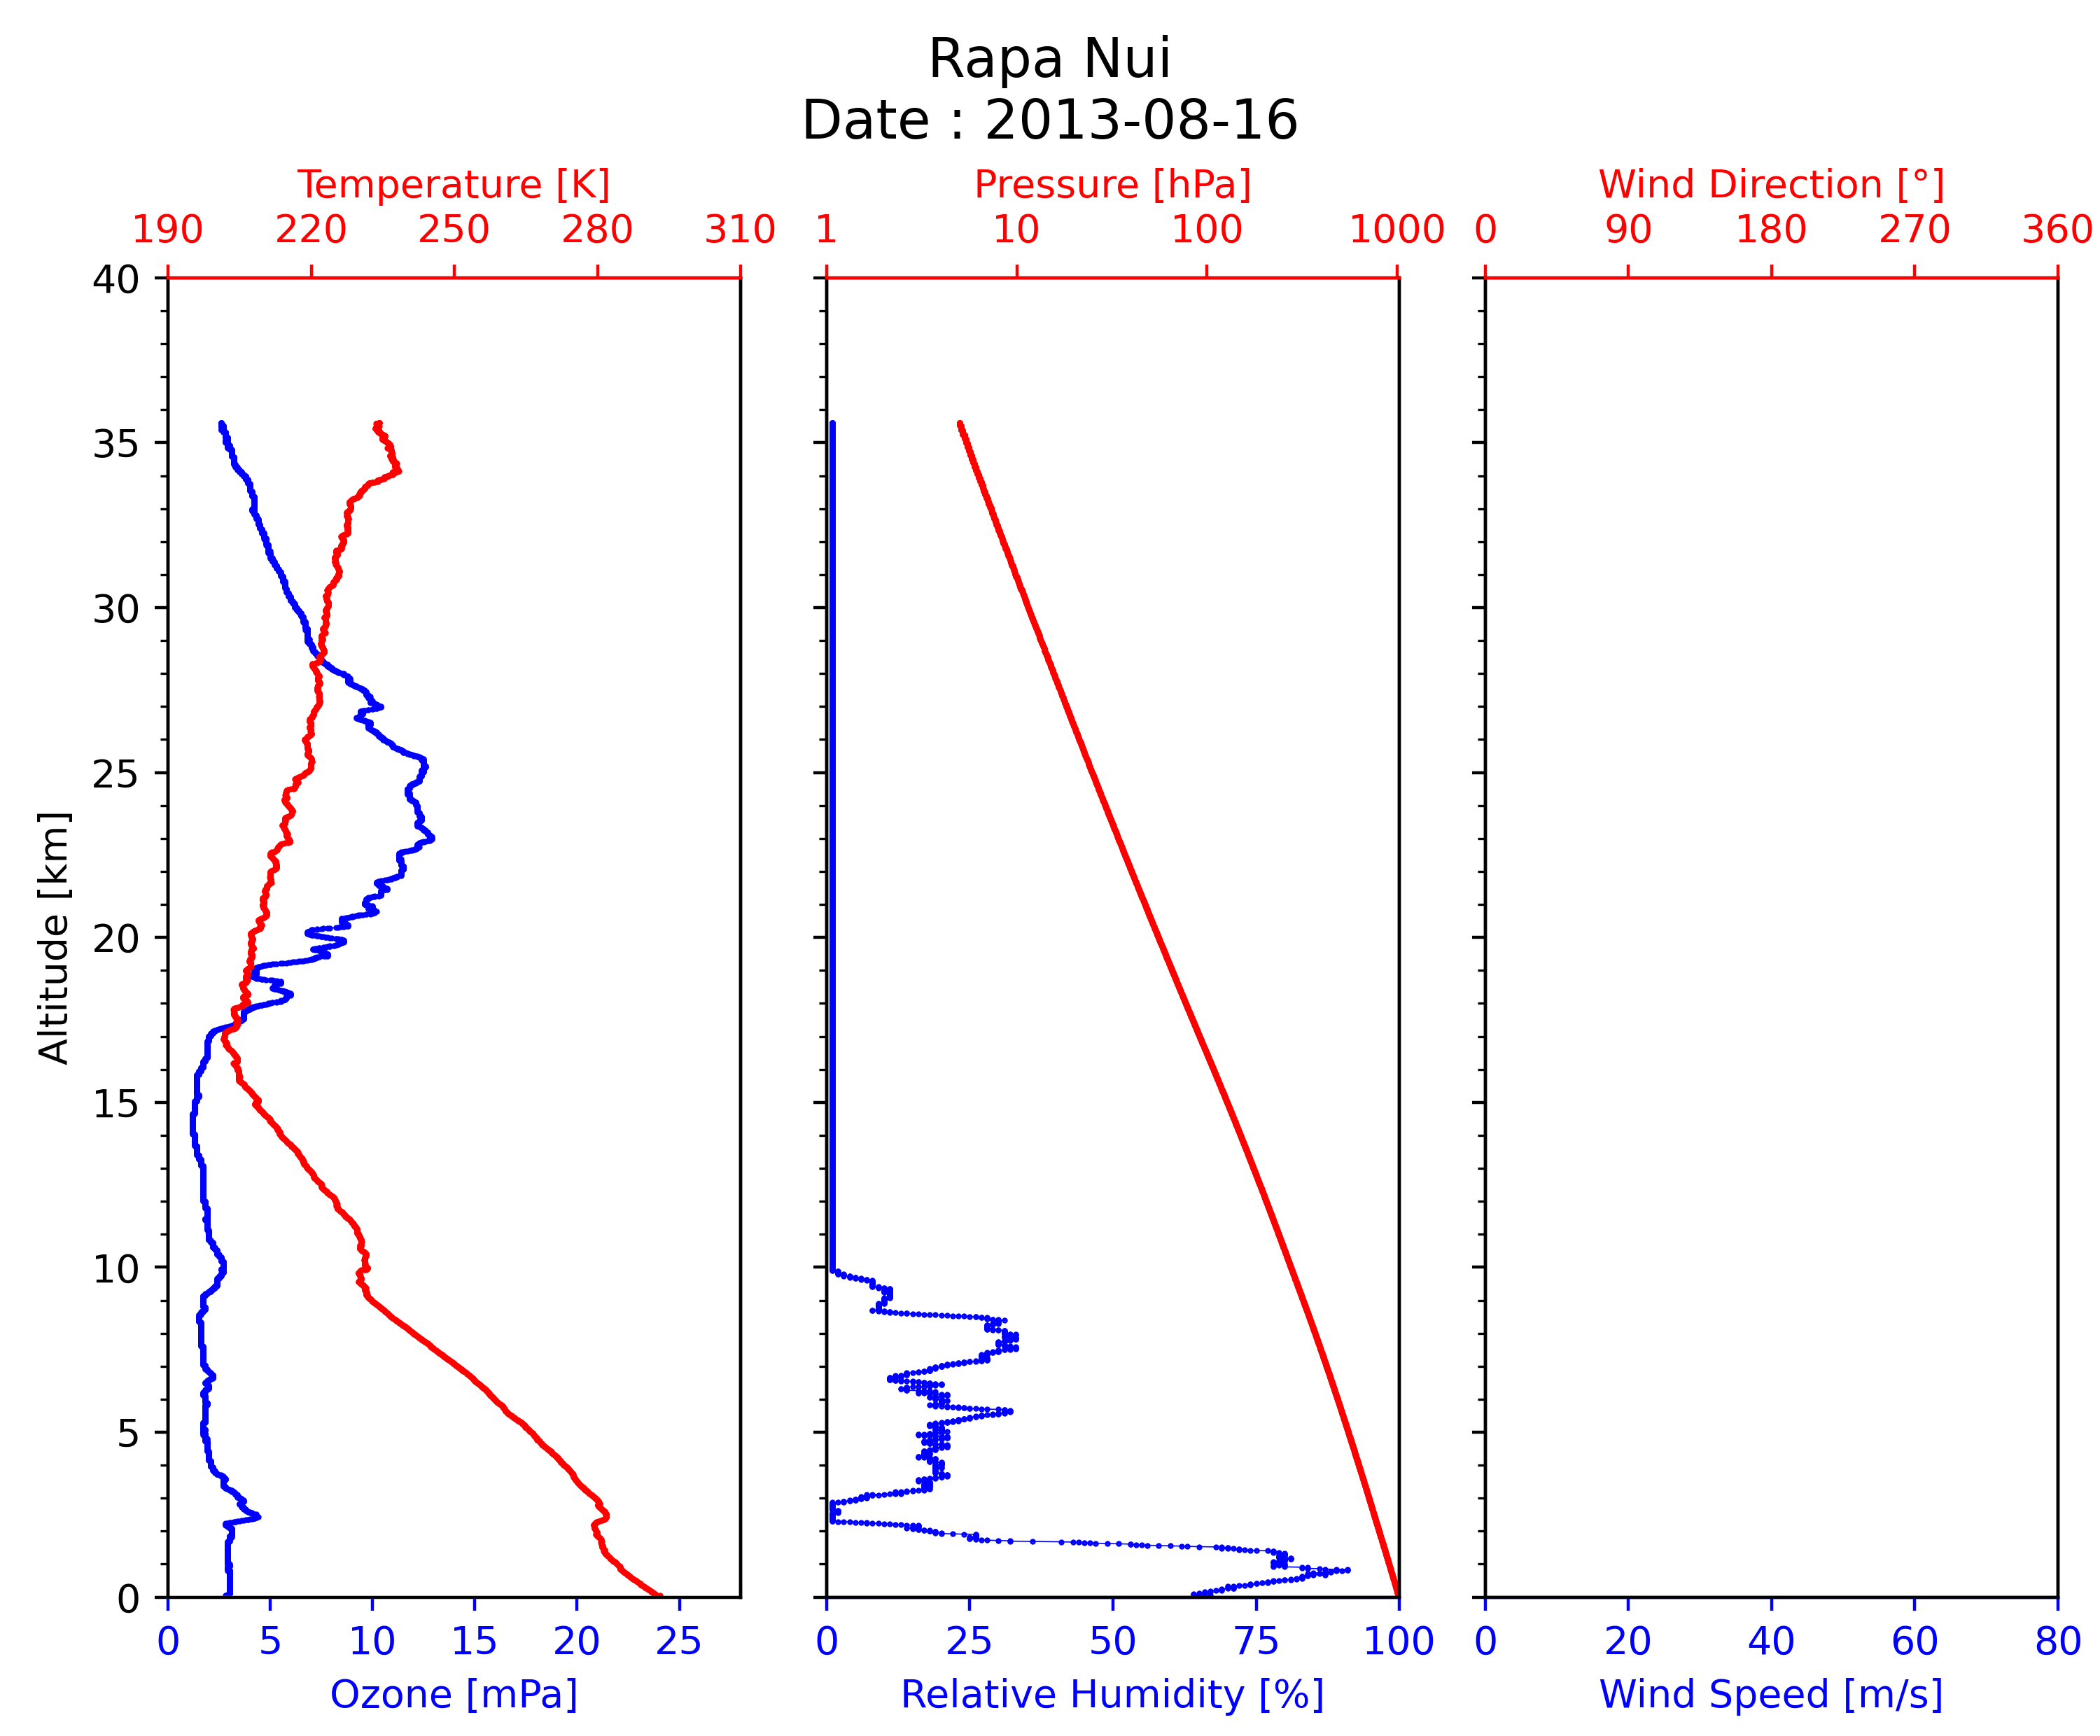 Rapa Nui
Date : 2013-08-16
Temperature [K]
190 220 250 280 310
Pressure [hPa]
1 10 100 1000
Wind Direction [°]
0 90 180 270 360
Altitude [km]
40
35
30
25
20
15
10
5
0
0 5 10 15 20 25
Ozone [mPa]
0 25 50 75 100
Relative Humidity [%]
0 20 40 60 80
Wind Speed [m/s]